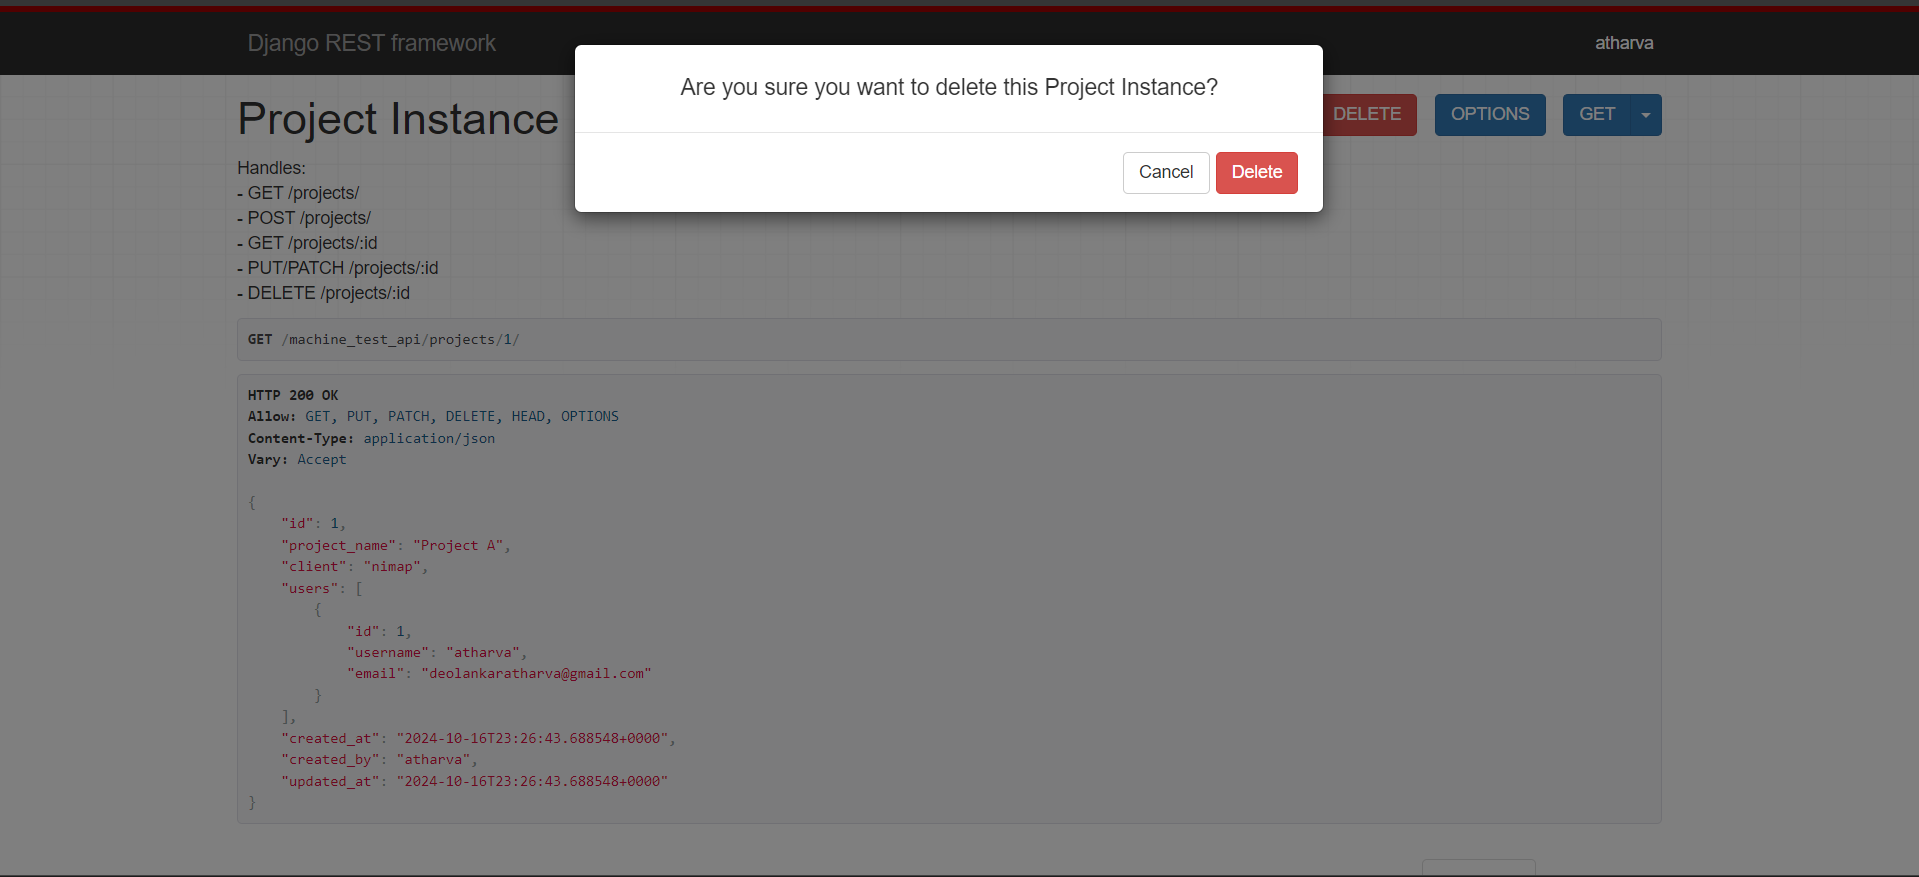 Django REST framework
atharva
Are you sure you want to delete this Project Instance?
Cancel
Delete
Project Instance
DELETE
OPTIONS
GET
Handles:
- GET /projects/
- POST /projects/
- GET /projects/:id
- PUT/PATCH /projects/:id
- DELETE /projects/:id
GET /machine_test_api/projects/1/
HTTP 200 OK
Allow: GET, PUT, PATCH, DELETE, HEAD, OPTIONS
Content-Type: application/json
Vary: Accept
{
    "id": 1,
    "project_name": "Project A",
    "client": "nimap",
    "users": [
        {
            "id": 1,
            "username": "atharva",
            "email": "deolankaratharva@gmail.com"
        }
    ],
    "created_at": "2024-10-16T23:26:43.688548+0000",
    "created_by": "atharva",
    "updated_at": "2024-10-16T23:26:43.688548+0000"
}